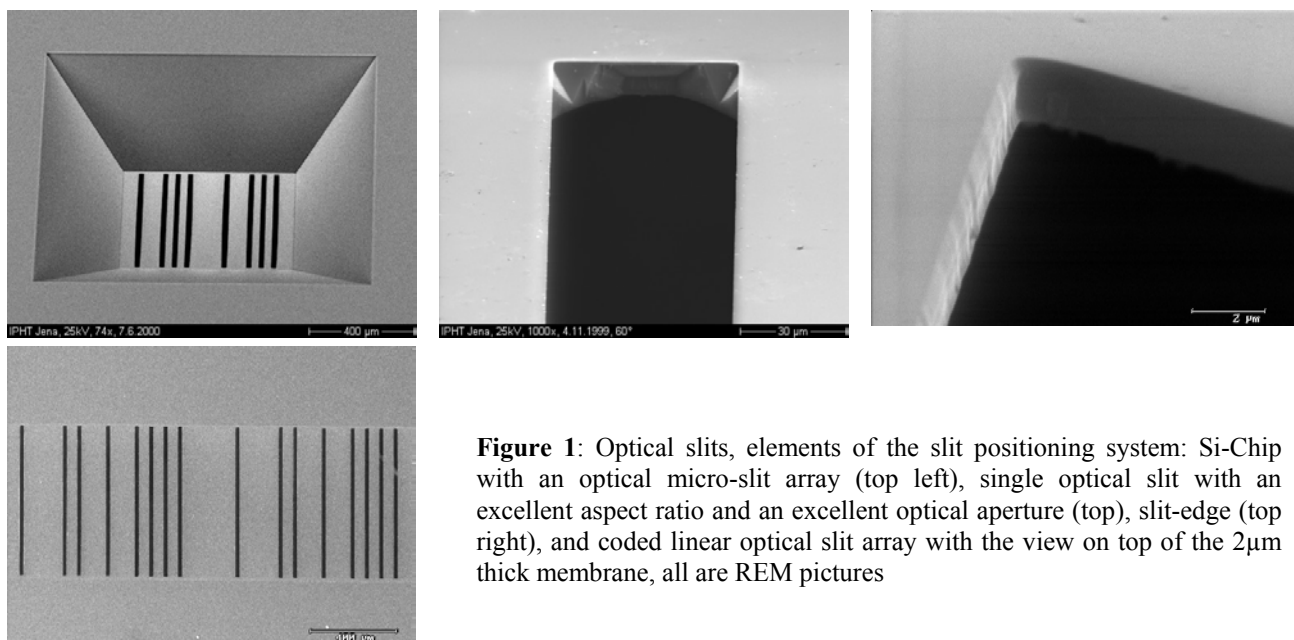 IPHT Jena, 25kV, 74x, 7.6.2000 400 µm
IPHT Jena, 25kV, 1000x, 4.11.1999, 60° 30 µm
2 µm
400 µm
Figure 1: Optical slits, elements of the slit positioning system: Si-Chip
with an optical micro-slit array (top left), single optical slit with an
excellent aspect ratio and an excellent optical aperture (top), slit-edge (top
right), and coded linear optical slit array with the view on top of the 2µm
thick membrane, all are REM pictures